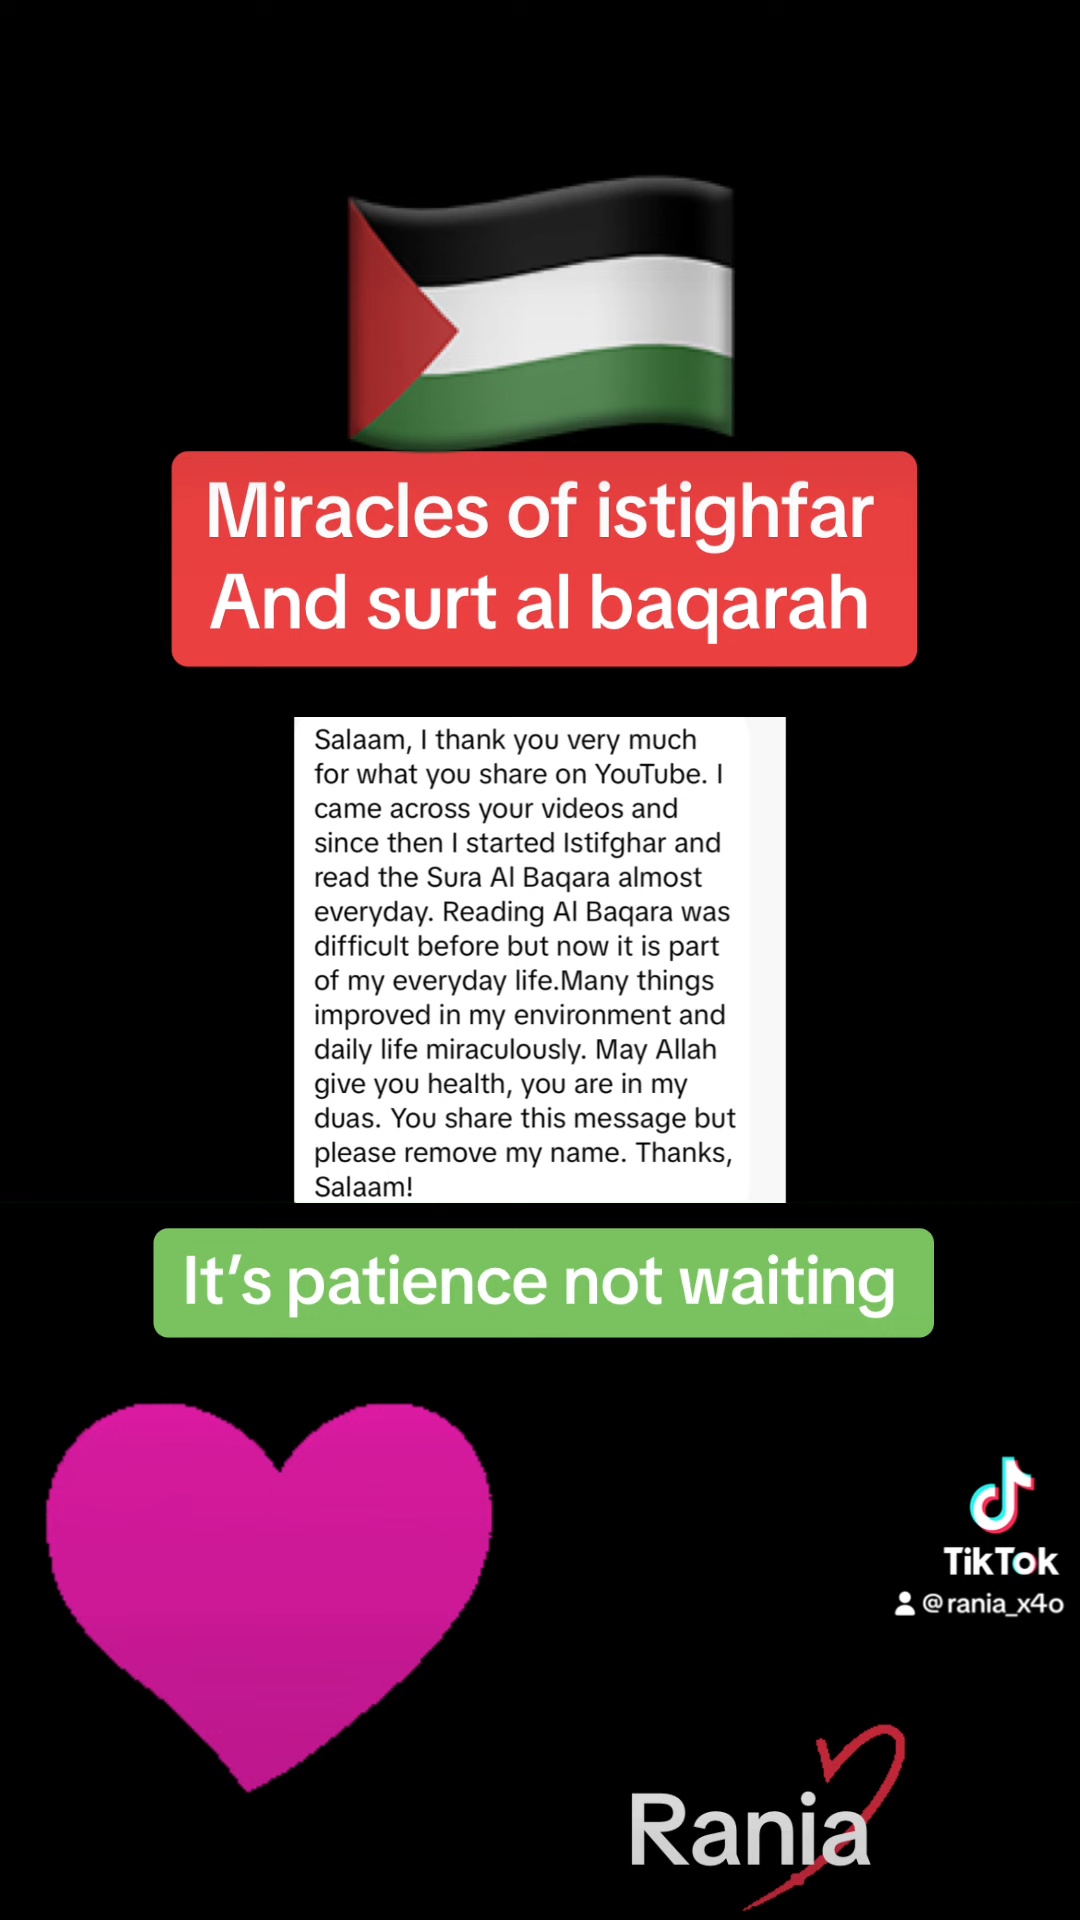 Miracles of istighfar
And surt al baqarah
Salaam, I thank you very much
for what you share on YouTube. I
came across your videos and
since then I started Istifghar and
read the Sura Al Baqara almost
everyday. Reading Al Baqara was
difficult before but now it is part
of my everyday life.Many things
improved in my environment and
daily life miraculously. May Allah
give you health, you are in my
duas. You share this message but
please remove my name. Thanks,
Salaam!
It’s patience not waiting
TikTok
@rania_x4o
Rania